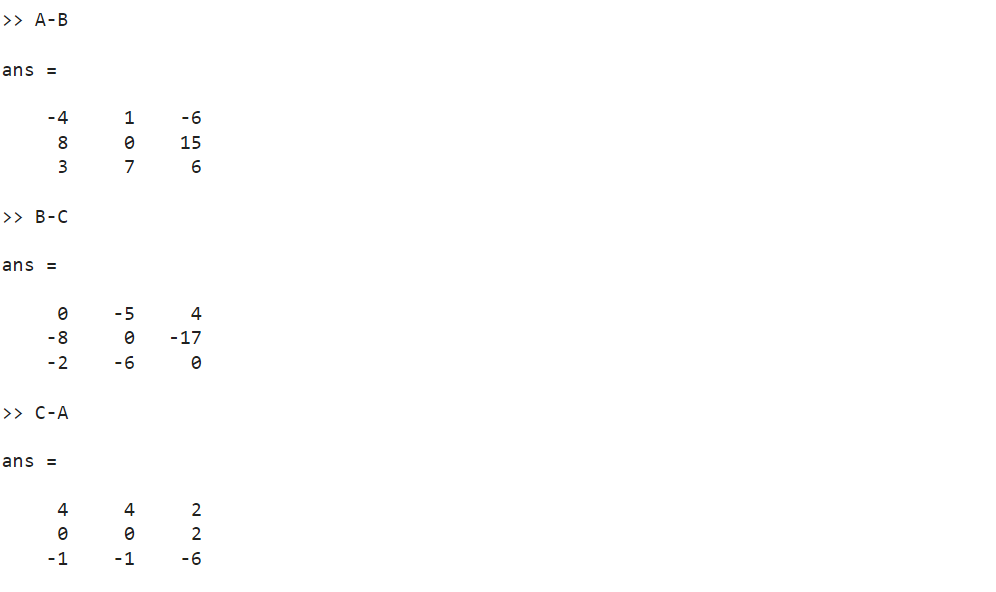 >> A-B
ans =
-4 1 -6
8 0 15
3 7 6
>> B-C
ans =
0 -5 4
-8 0 -17
-2 -6 0
>> C-A
ans =
4 4 2
0 0 2
-1 -1 -6